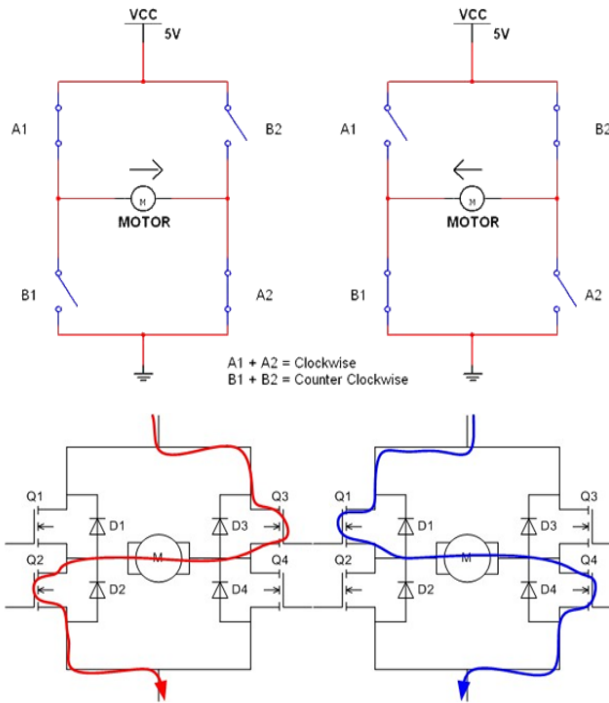 VCC VCC
5V 5V
A1 B2 A1 B2
M M
MOTOR MOTOR
B1 A2 B1 A2
A1 + A2 = Clockwise
B1 + B2 = Counter Clockwise
Q1 Q3 Q1 Q3
D1 D3 D1 D3
Q2 M Q4 Q2 M Q4
D2 D4 D2 D4